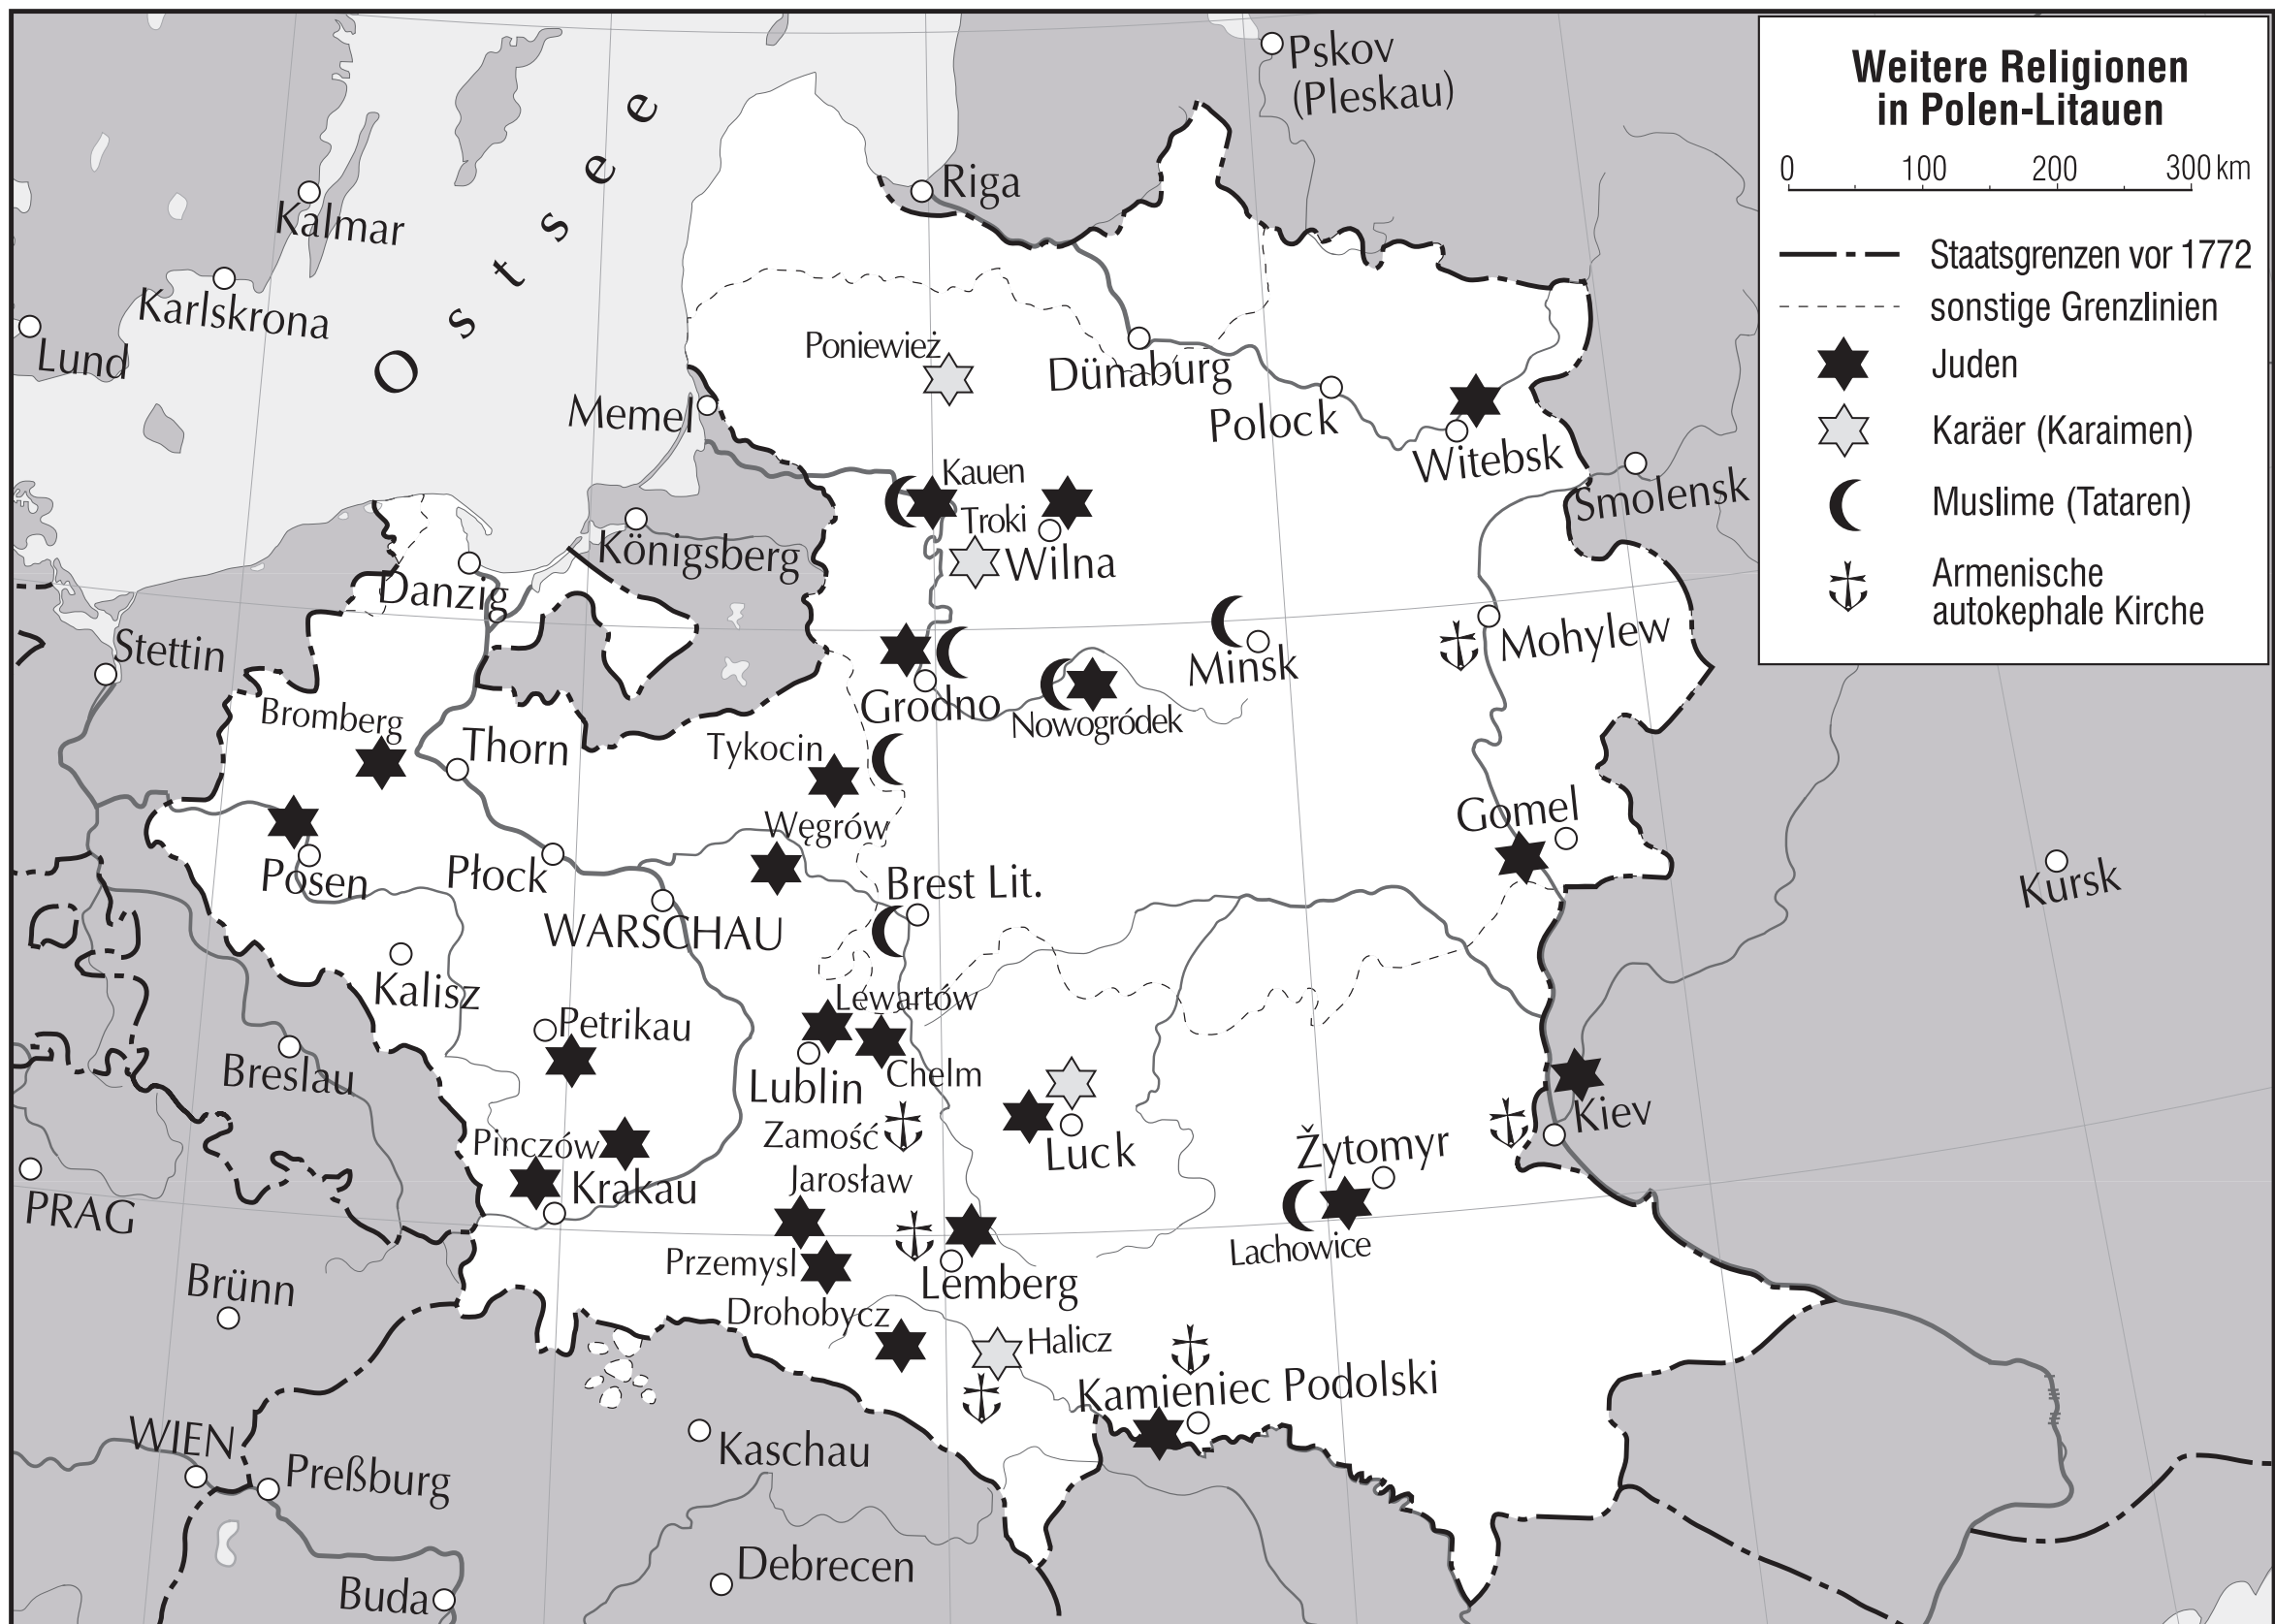 Weitere Religionen
in Polen-Litauen
0 100 200 300 km
Staatsgrenzen vor 1772
sonstige Grenzlinien
Juden
Karäer (Karaimen)
Muslime (Tataren)
Armenische
autokephale Kirche
Pskov
(Pleskau)
Ostsee
Riga
Kalmar
Karlskrona
Lund
Poniewież
Dünaburg
Memel
Polock
Witebsk
Smolensk
Kauen
Troki
Wilna
Königsberg
Danzig
Stettin
Minsk
Mohylew
Grodno
Nowogródek
Bromberg
Thorn
Tykocin
Węgrów
Gomel
Posen
Płock
Brest Lit.
WARSCHAU
Kursk
Kalisz
Lewartów
Petrikau
Breslau
Lublin
Chelm
Kiev
Zamość
Luck
Žytomyr
Pinczów
Krakau
Jarosław
PRAG
Przemysl
Lachowice
Lemberg
Brünn
Drohobycz
Halicz
Kamieniec Podolski
WIEN
Kaschau
Preßburg
Debrecen
Buda